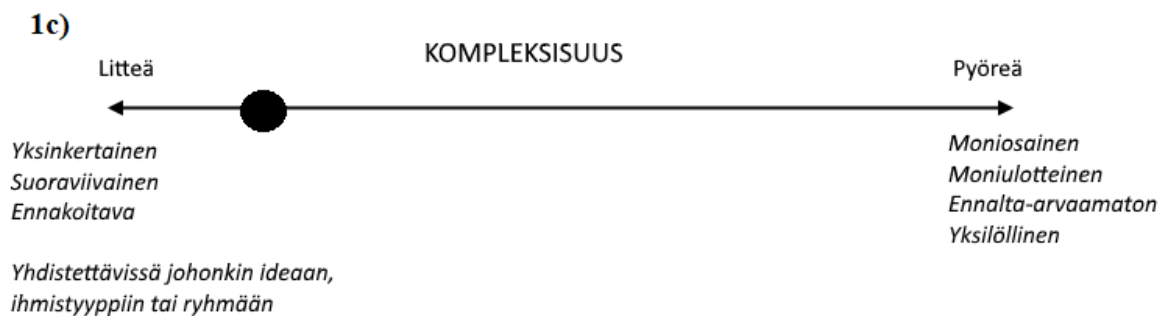 1c)
KOMPLEKSISUUS
Litteä
Pyöreä
Yksinkertainen
Suoraviivainen
Ennakoitava
Yhdistettävissä johonkin ideaan,
ihmistyyppiin tai ryhmään
Moniosainen
Moniulotteinen
Ennalta-arvaamaton
Yksilöllinen